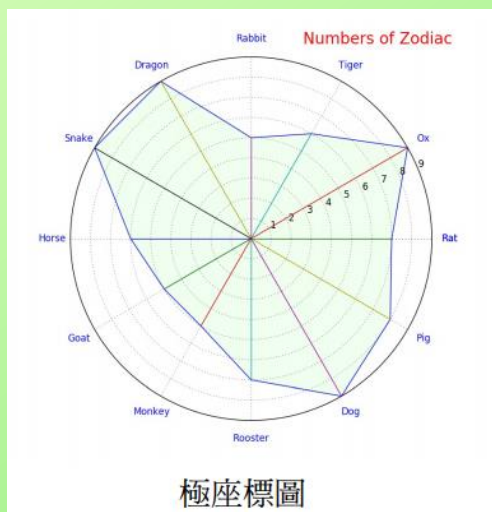 Numbers of Zodiac
Rabbit
Dragon
Tiger
Snake
Ox
1 2 3 4 5 6 7 8 9
Horse
Rat
Goat
Pig
Monkey
Dog
Rooster
極座標圖